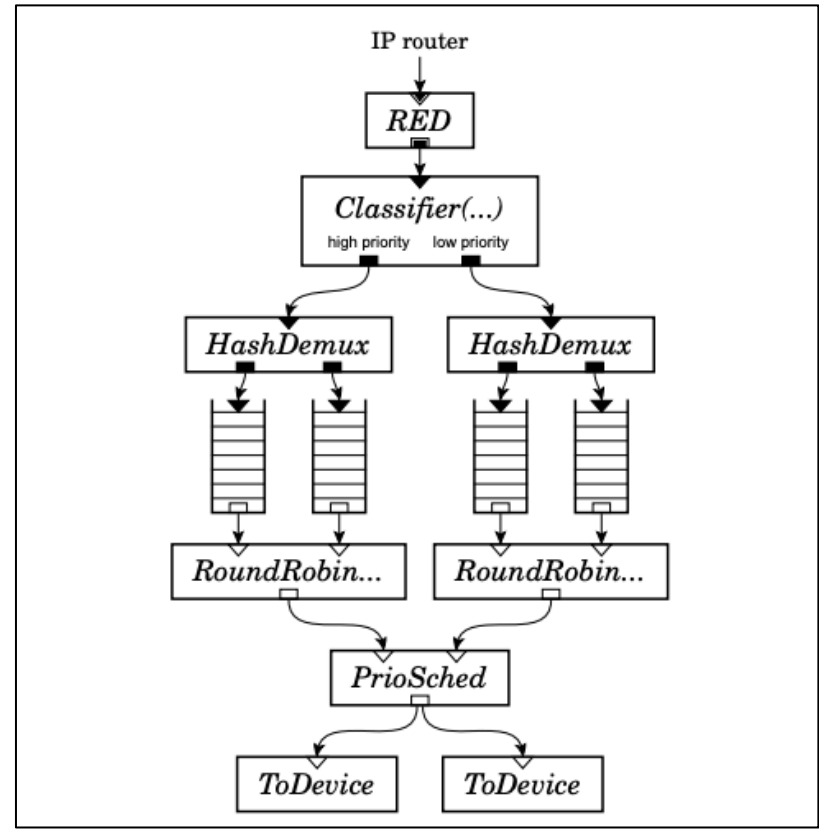 IP router
RED
Classifier(...)
high priority low priority
HashDemux HashDemux
RoundRobin... RoundRobin...
PrioSched
ToDevice ToDevice